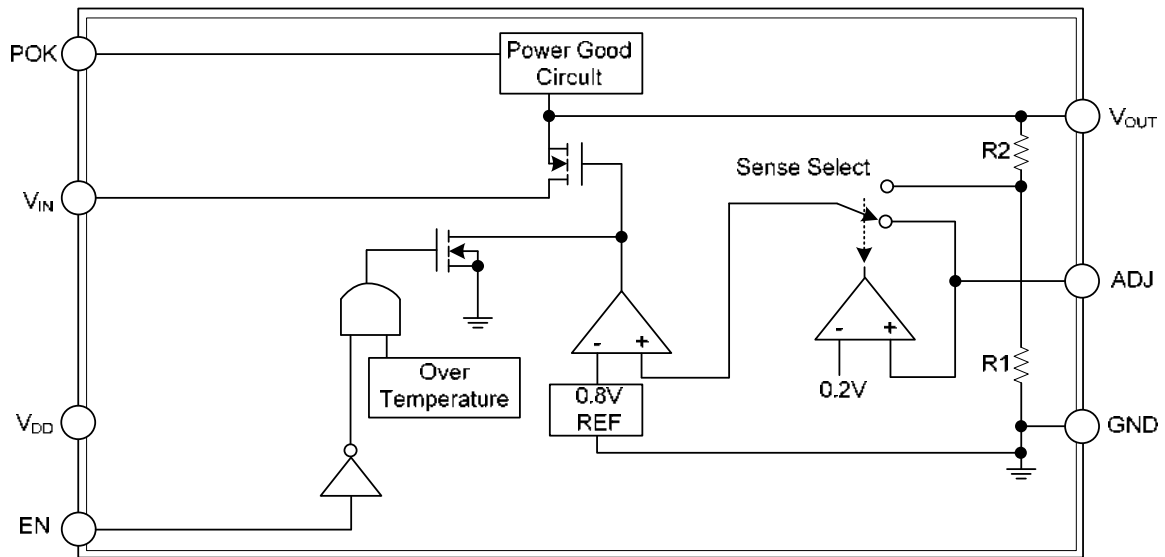 POK
Power Good
Circult
VOUT
R2
Sense Select
VIN
ADJ
-
+
-
+
0.2V
R1
Over
Temperature
0.8V
REF
VDD
GND
EN